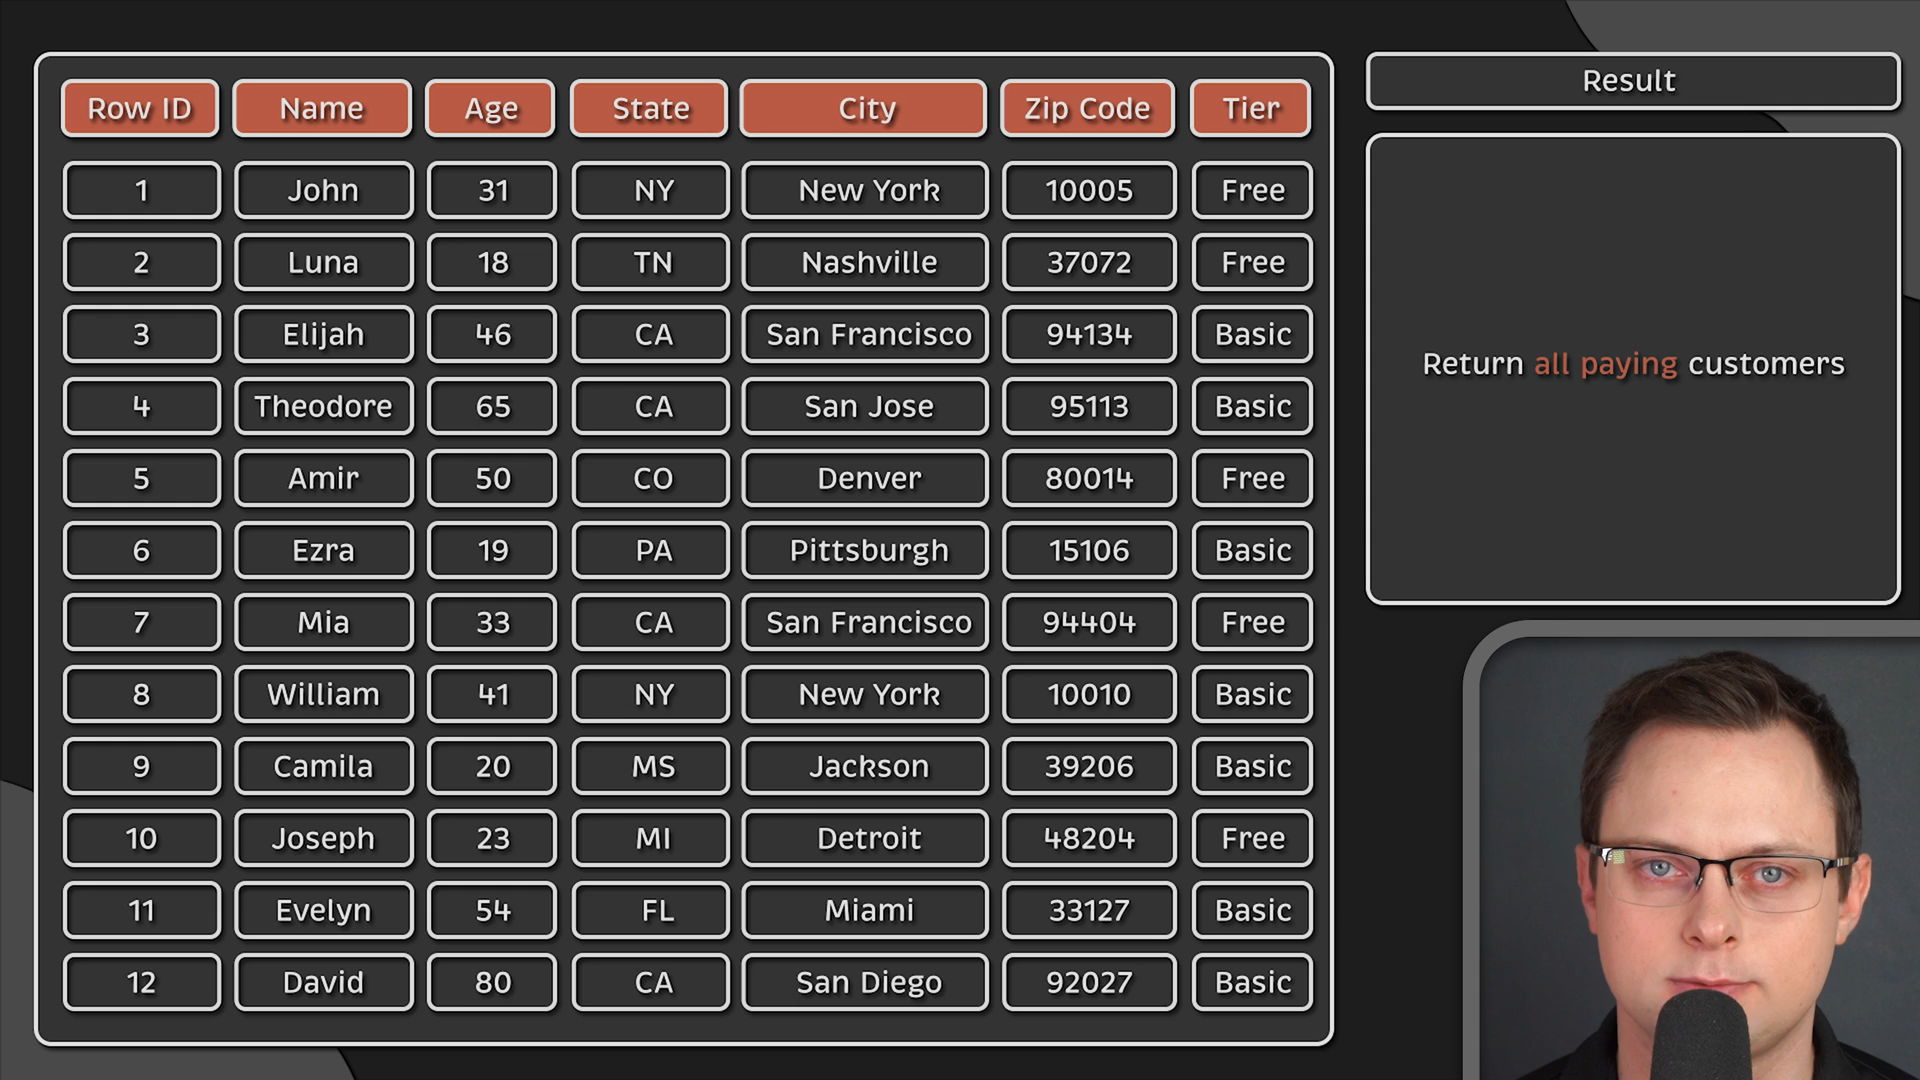 Row ID Name Age State City Zip Code Tier
1 John 31 NY New York 10005 Free
2 Luna 18 TN Nashville 37072 Free
3 Elijah 46 CA San Francisco 94134 Basic
4 Theodore 65 CA San Jose 95113 Basic
5 Amir 50 CO Denver 80014 Free
6 Ezra 19 PA Pittsburgh 15106 Basic
7 Mia 33 CA San Francisco 94404 Free
8 William 41 NY New York 10010 Basic
9 Camila 20 MS Jackson 39206 Basic
10 Joseph 23 MI Detroit 48204 Free
11 Evelyn 54 FL Miami 33127 Basic
12 David 80 CA San Diego 92027 Basic
Result
Return all paying customers